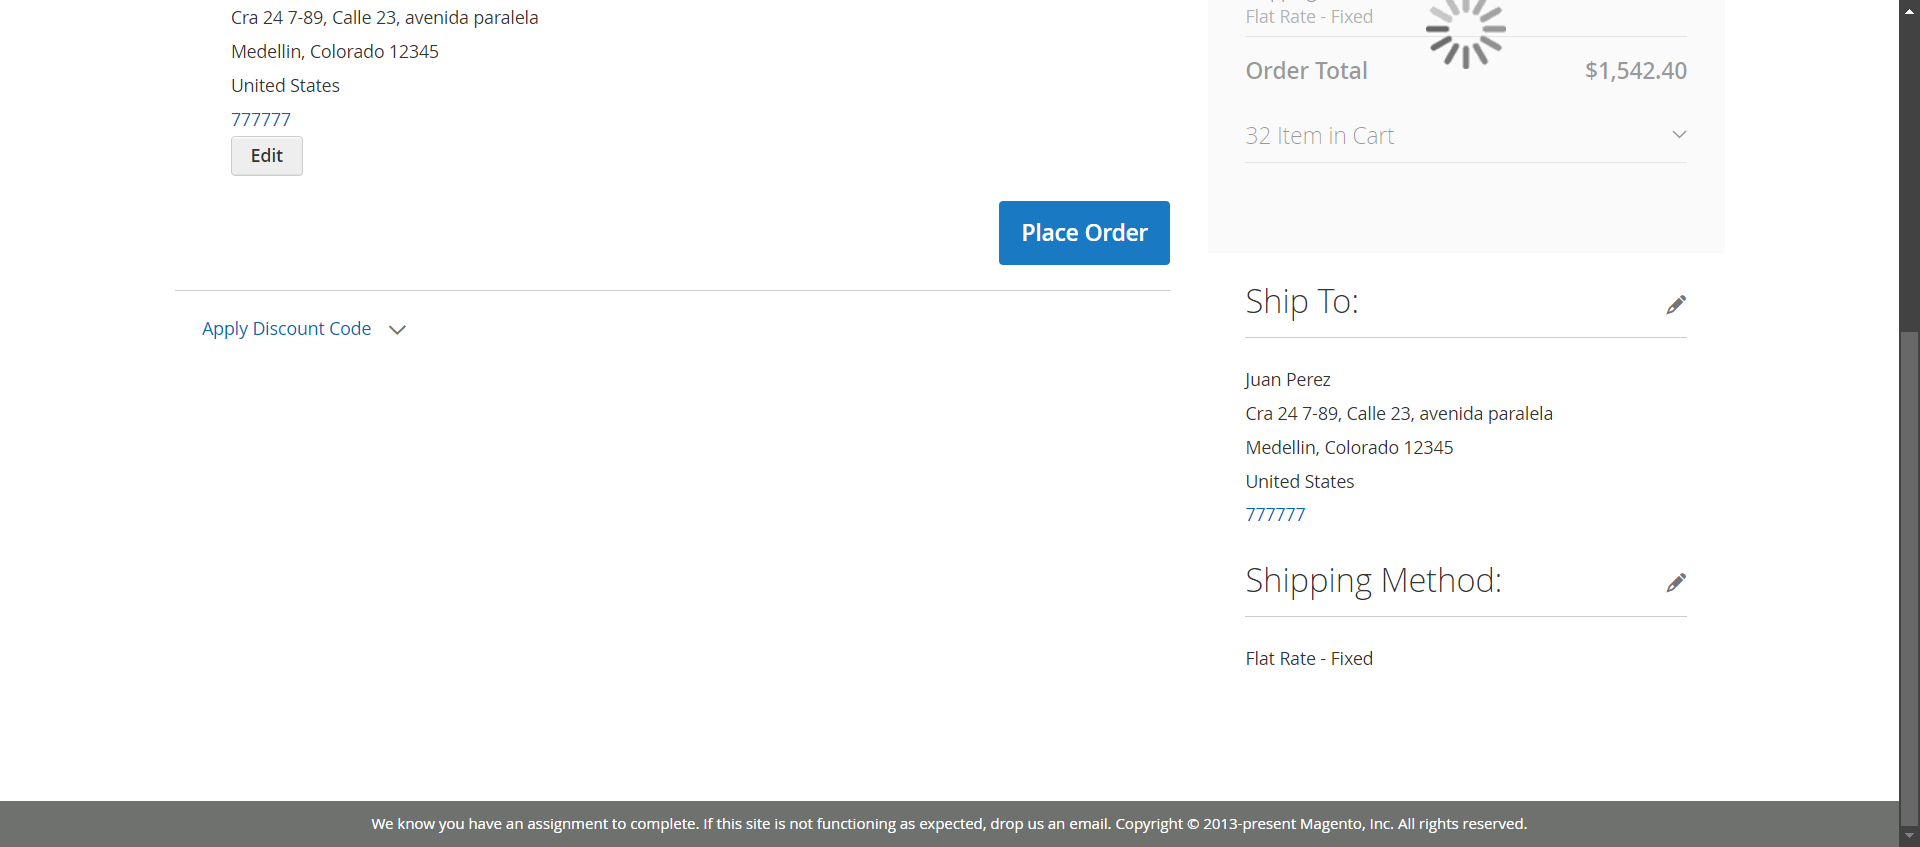 Cra 24 7-89, Calle 23, avenida paralela
Medellin, Colorado 12345
United States
777777
Edit
Place Order
Apply Discount Code
Flat Rate - Fixed
Order Total $1,542.40
32 Item in Cart
Ship To:
Juan Perez
Cra 24 7-89, Calle 23, avenida paralela
Medellin, Colorado 12345
United States
777777
Shipping Method:
Flat Rate - Fixed
We know you have an assignment to complete. If this site is not functioning as expected, drop us an email. Copyright © 2013-present Magento, Inc. All rights reserved.